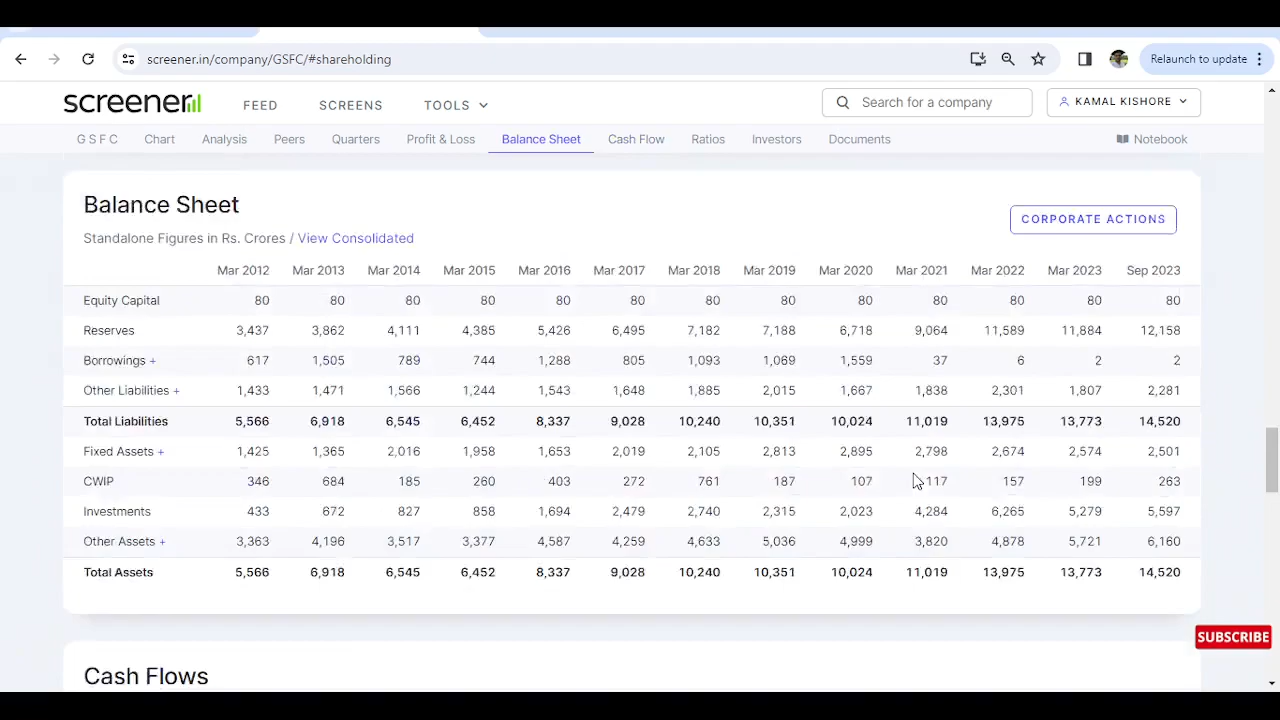 screener.in/company/GSFC/#shareholding
Relaunch to update
screener FEED SCREENS TOOLS Search for a company KAMAL KISHORE
G S F C Chart Analysis Peers Quarters Profit & Loss Balance Sheet Cash Flow Ratios Investors Documents Notebook
Balance Sheet
CORPORATE ACTIONS
Standalone Figures in Rs. Crores / View Consolidated
Mar 2012 Mar 2013 Mar 2014 Mar 2015 Mar 2016 Mar 2017 Mar 2018 Mar 2019 Mar 2020 Mar 2021 Mar 2022 Mar 2023 Sep 2023
Equity Capital 80 80 80 80 80 80 80 80 80 80 80 80 80
Reserves 3,437 3,862 4,111 4,385 5,426 6,495 7,182 7,188 6,718 9,064 11,589 11,884 12,158
Borrowings + 617 1,505 789 744 1,288 805 1,093 1,069 1,559 37 6 2 2
Other Liabilities + 1,433 1,471 1,566 1,244 1,543 1,648 1,885 2,015 1,667 1,838 2,301 1,807 2,281
Total Liabilities 5,566 6,918 6,545 6,452 8,337 9,028 10,240 10,351 10,024 11,019 13,975 13,773 14,520
Fixed Assets + 1,425 1,365 2,016 1,958 1,653 2,019 2,105 2,813 2,895 2,798 2,674 2,574 2,501
CWIP 346 684 185 260 403 272 761 187 107 117 157 199 263
Investments 433 672 827 858 1,694 2,479 2,740 2,315 2,023 4,284 6,265 5,279 5,597
Other Assets + 3,363 4,196 3,517 3,377 4,587 4,259 4,633 5,036 4,999 3,820 4,878 5,721 6,160
Total Assets 5,566 6,918 6,545 6,452 8,337 9,028 10,240 10,351 10,024 11,019 13,975 13,773 14,520
SUBSCRIBE
Cash Flows